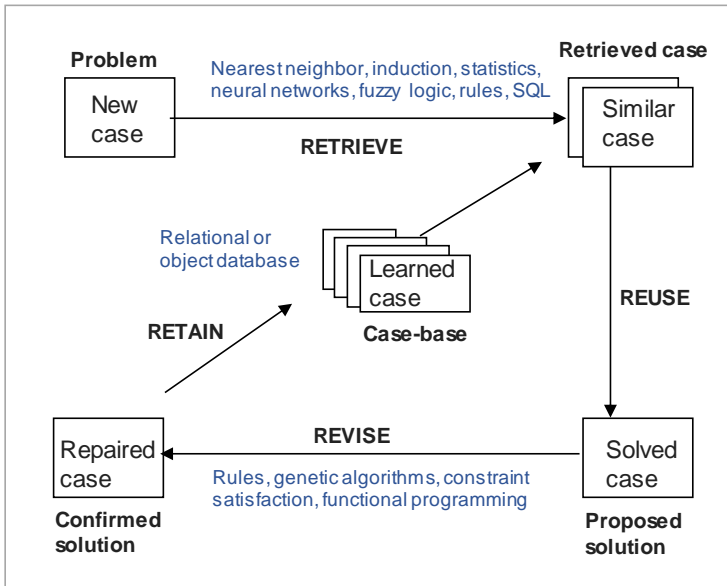 Problem
New
case
Nearest neighbor, induction, statistics,
neural networks, fuzzy logic, rules, SQL
RETRIEVE
Retrieved case
Similar
case
Relational or
object database
Learned
case
Case-base
REUSE
RETAIN
Repaired
case
Confirmed
solution
REVISE
Rules, genetic algorithms, constraint
satisfaction, functional programming
Solved
case
Proposed
solution